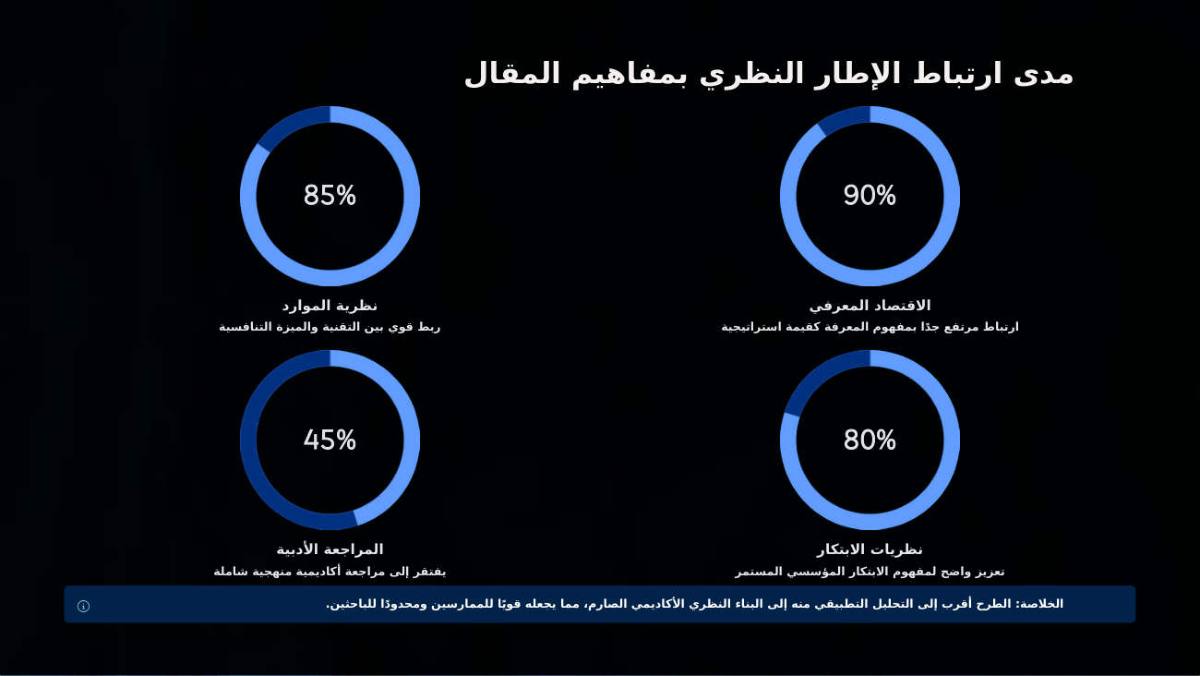 مدى ارتباط الإطار النظري بمفاهيم المقال
90%
الاقتصاد المعرفي
ارتباط مرتفع جدًا بمفهوم المعرفة كقيمة استراتيجية
85%
نظرية الموارد
ربط قوي بين التقنية والميزة التنافسية
80%
نظريات الابتكار
تعزيز واضح لمفهوم الابتكار المؤسسي المستمر
45%
المراجعة الأدبية
يفتقر إلى مراجعة أكاديمية منهجية شاملة
الخلاصة: الطرح أقرب إلى التحليل التطبيقي منه إلى البناء النظري الأكاديمي الصارم، مما يجعله قويًا للممارسين ومحدودًا للباحثين.